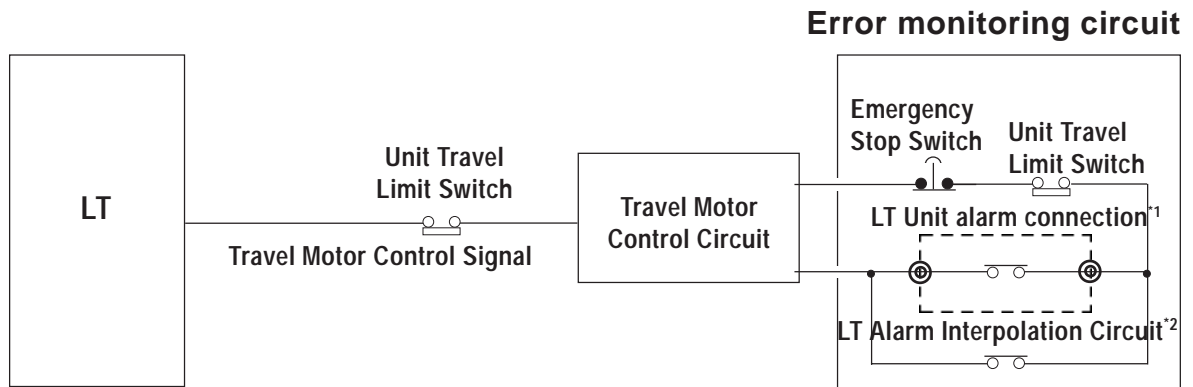 Error monitoring circuit
LT
Unit Travel
Limit Switch
Travel Motor Control Signal
Travel Motor
Control Circuit
Emergency
Stop Switch
Unit Travel
Limit Switch
LT Unit alarm connection*1
LT Alarm Interpolation Circuit*2